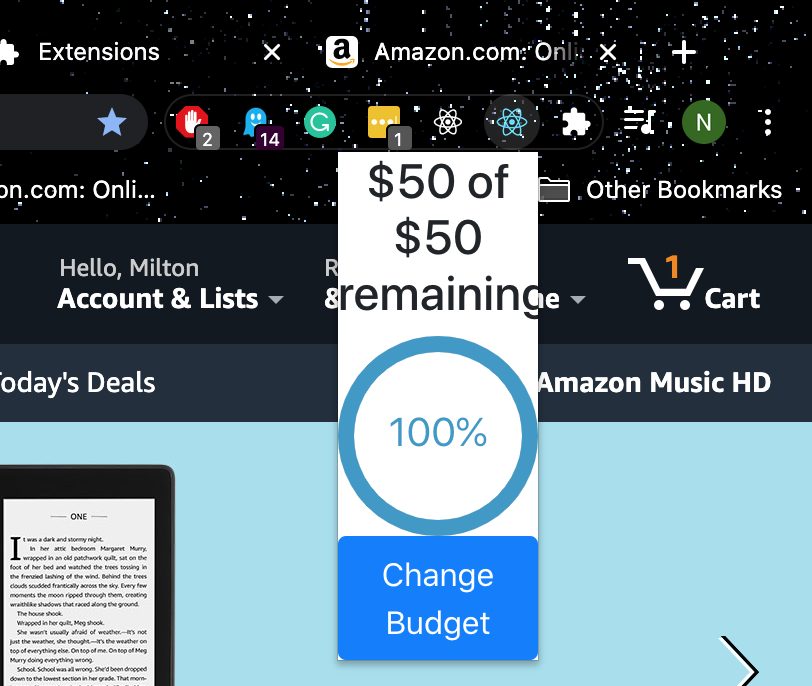 Extensions
Amazon.com: Onli
2
14
1
N
on.com: Onli...
Other Bookmarks
$50 of
$50
remaining
Hello, Milton
Account & Lists
R
&
ne
1
Cart
oday's Deals
Amazon Music HD
100%
Change
Budget
ONE
It was a dark and stormy night.
In her attic bedroom Margaret Murry,
wrapped in an old patchwork quilt, sat on the
foot of her bed and watched the trees tossing in
the frenzied lashing of the wind. Behind the trees
clouds scudded frantically across the sky. Every few
moments the moon ripped through them, creating
wraithlike shadows that raced along the ground.
The house shook.
Wrapped in her quilt, Meg shook.
She wasn't usually afraid of weather.—It's not
just the weather, she thought.—It's the weather on
top of everything else. On top of me. On top of Meg
Murry doing everything wrong.
School. School was all wrong. She'd been dropped
down to the lowest section in her grade. That morn-